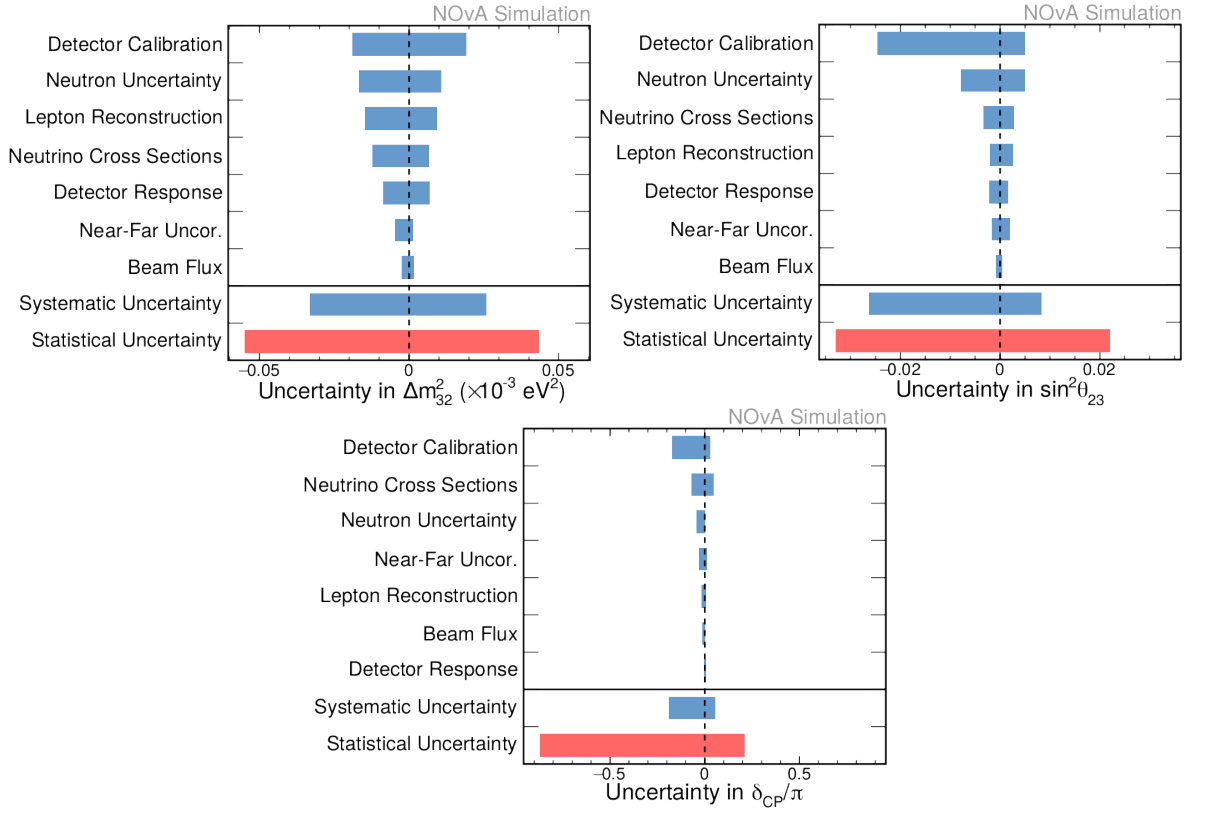 NOvA Simulation
Detector Calibration
Neutron Uncertainty
Lepton Reconstruction
Neutrino Cross Sections
Detector Response
Near-Far Uncor.
Beam Flux
Systematic Uncertainty
Statistical Uncertainty
−0.05 0 0.05
Uncertainty in Δm²₃₂ (×10⁻³ eV²)
NOvA Simulation
Detector Calibration
Neutron Uncertainty
Neutrino Cross Sections
Lepton Reconstruction
Detector Response
Near-Far Uncor.
Beam Flux
Systematic Uncertainty
Statistical Uncertainty
−0.02 0 0.02
Uncertainty in sin²θ₂₃
NOvA Simulation
Detector Calibration
Neutrino Cross Sections
Neutron Uncertainty
Near-Far Uncor.
Lepton Reconstruction
Beam Flux
Detector Response
Systematic Uncertainty
Statistical Uncertainty
−0.5 0 0.5
Uncertainty in δ_CP/π